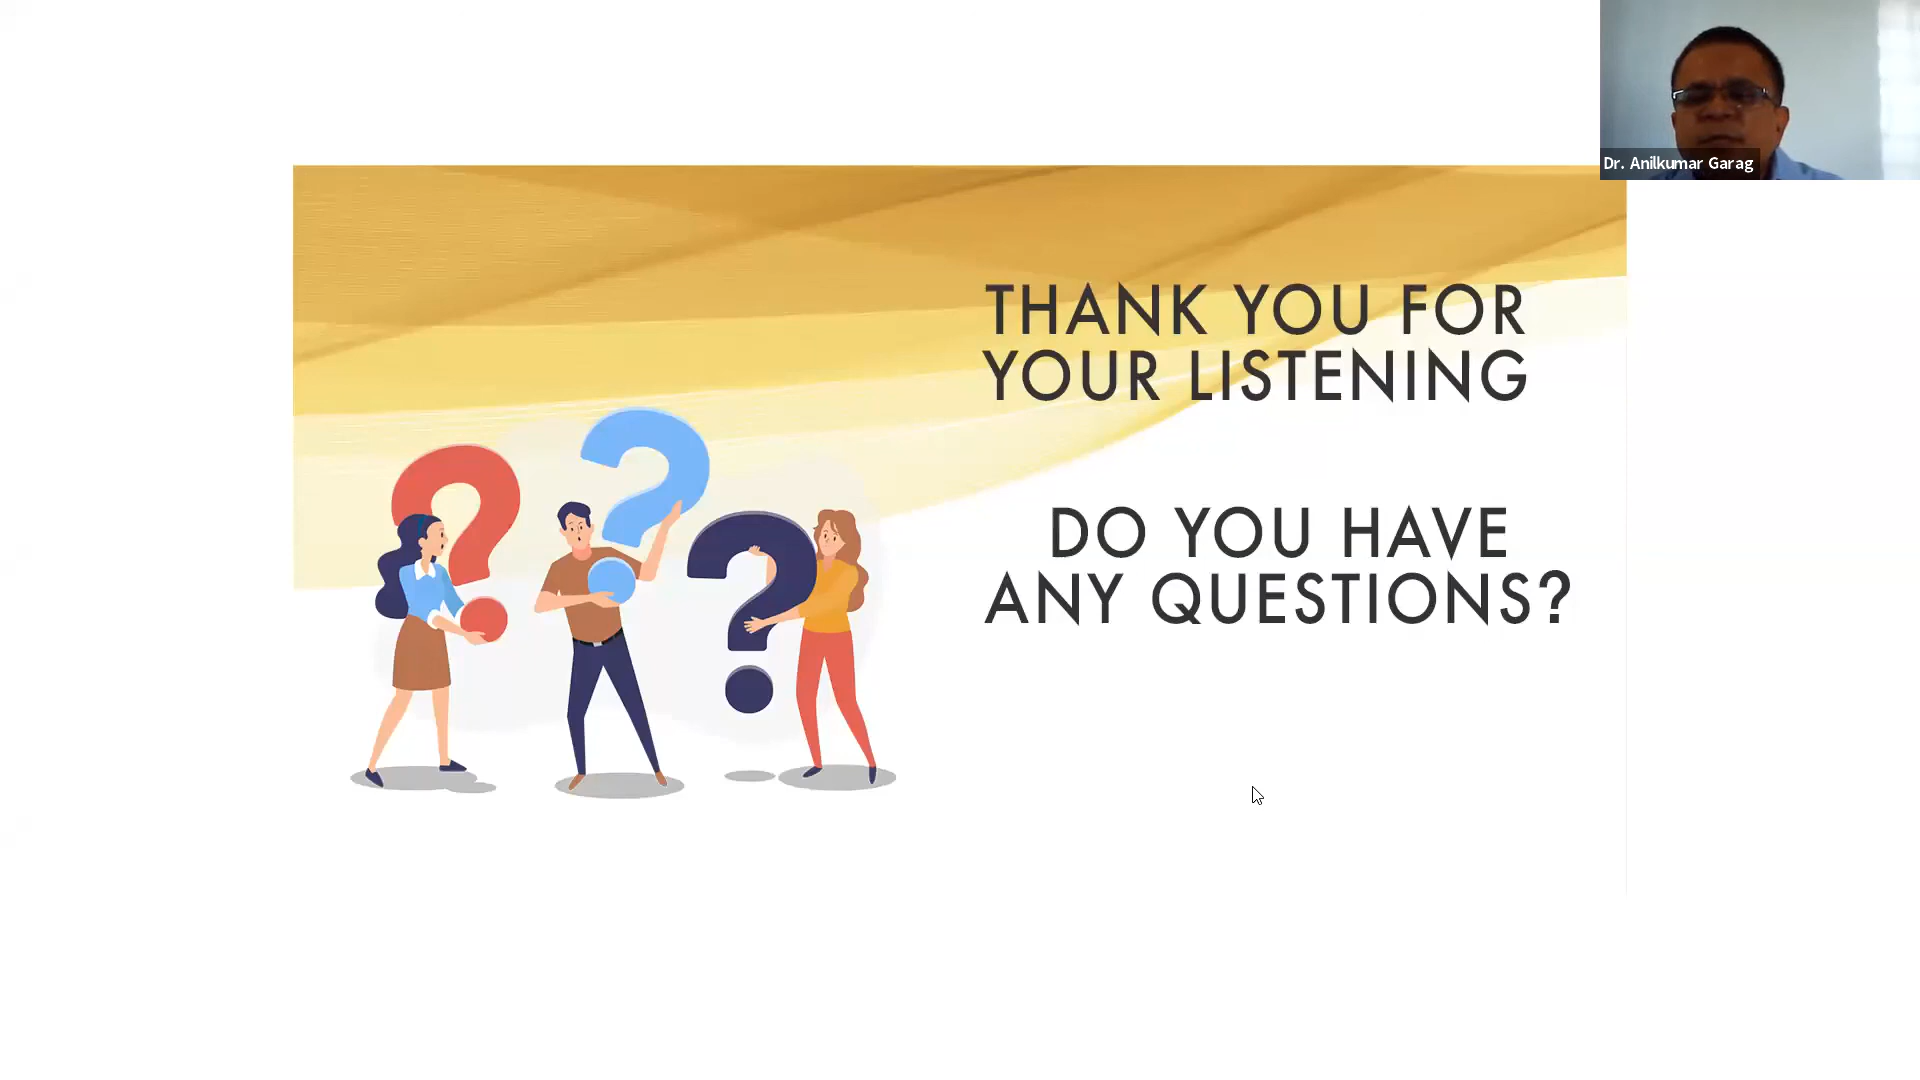 Dr. Anilkumar Garag
THANK YOU FOR
YOUR LISTENING
DO YOU HAVE
ANY QUESTIONS?